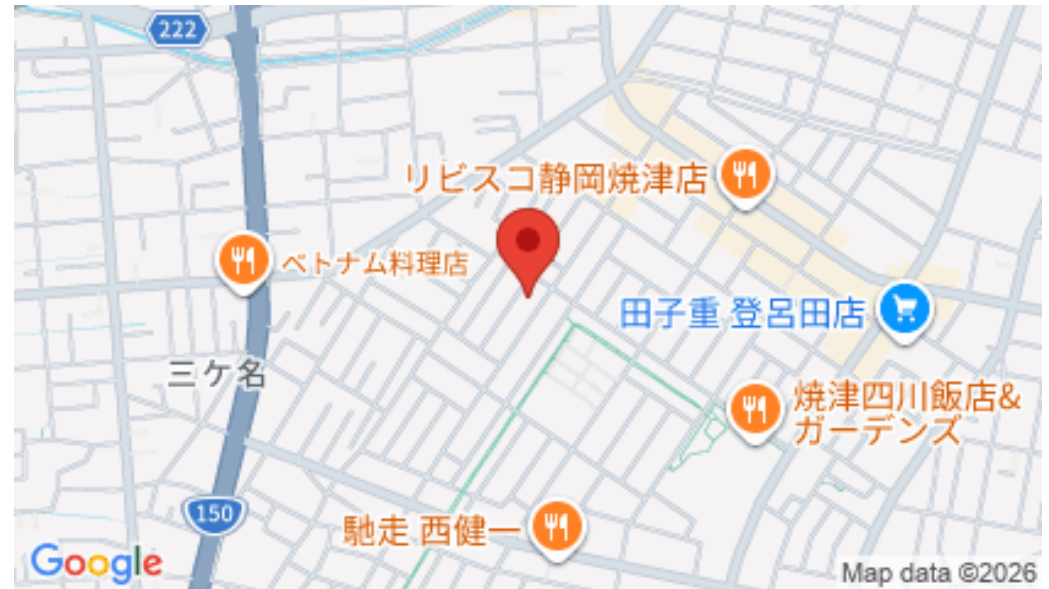 222
リビスコ静岡焼津店
ベトナム料理店
田子重 登呂田店
三ケ名
焼津四川飯店&
ガーデンズ
150
馳走 西健一
Google
Map data ©2026